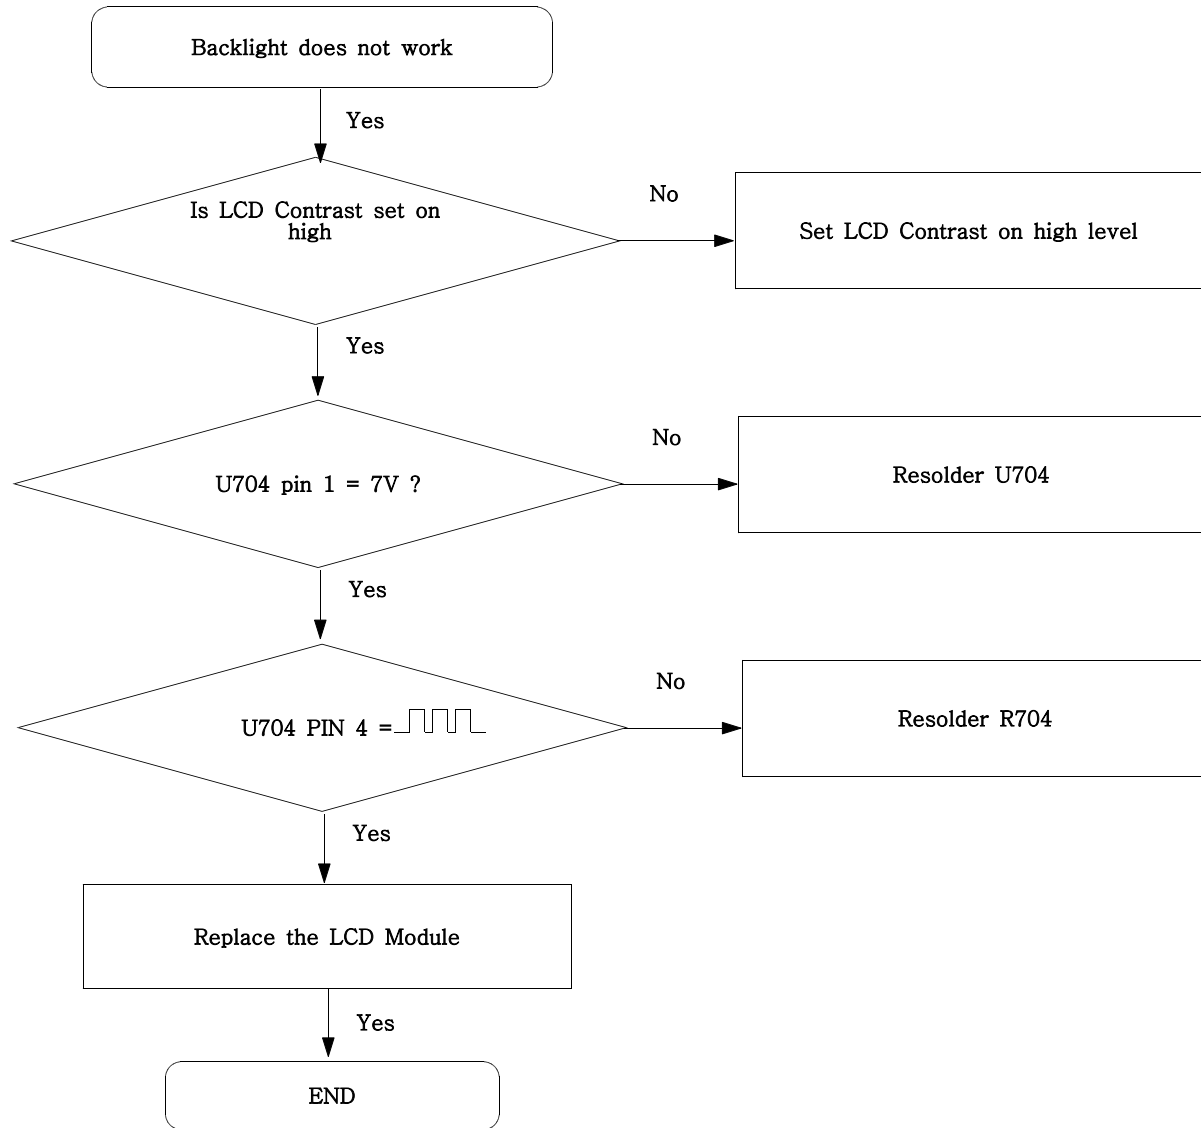 Backlight does not work
Yes
Is LCD Contrast set on
high
No
Set LCD Contrast on high level
Yes
U704 pin 1 = 7V ?
No
Resolder U704
Yes
U704 PIN 4 =
No
Resolder R704
Yes
Replace the LCD Module
Yes
END